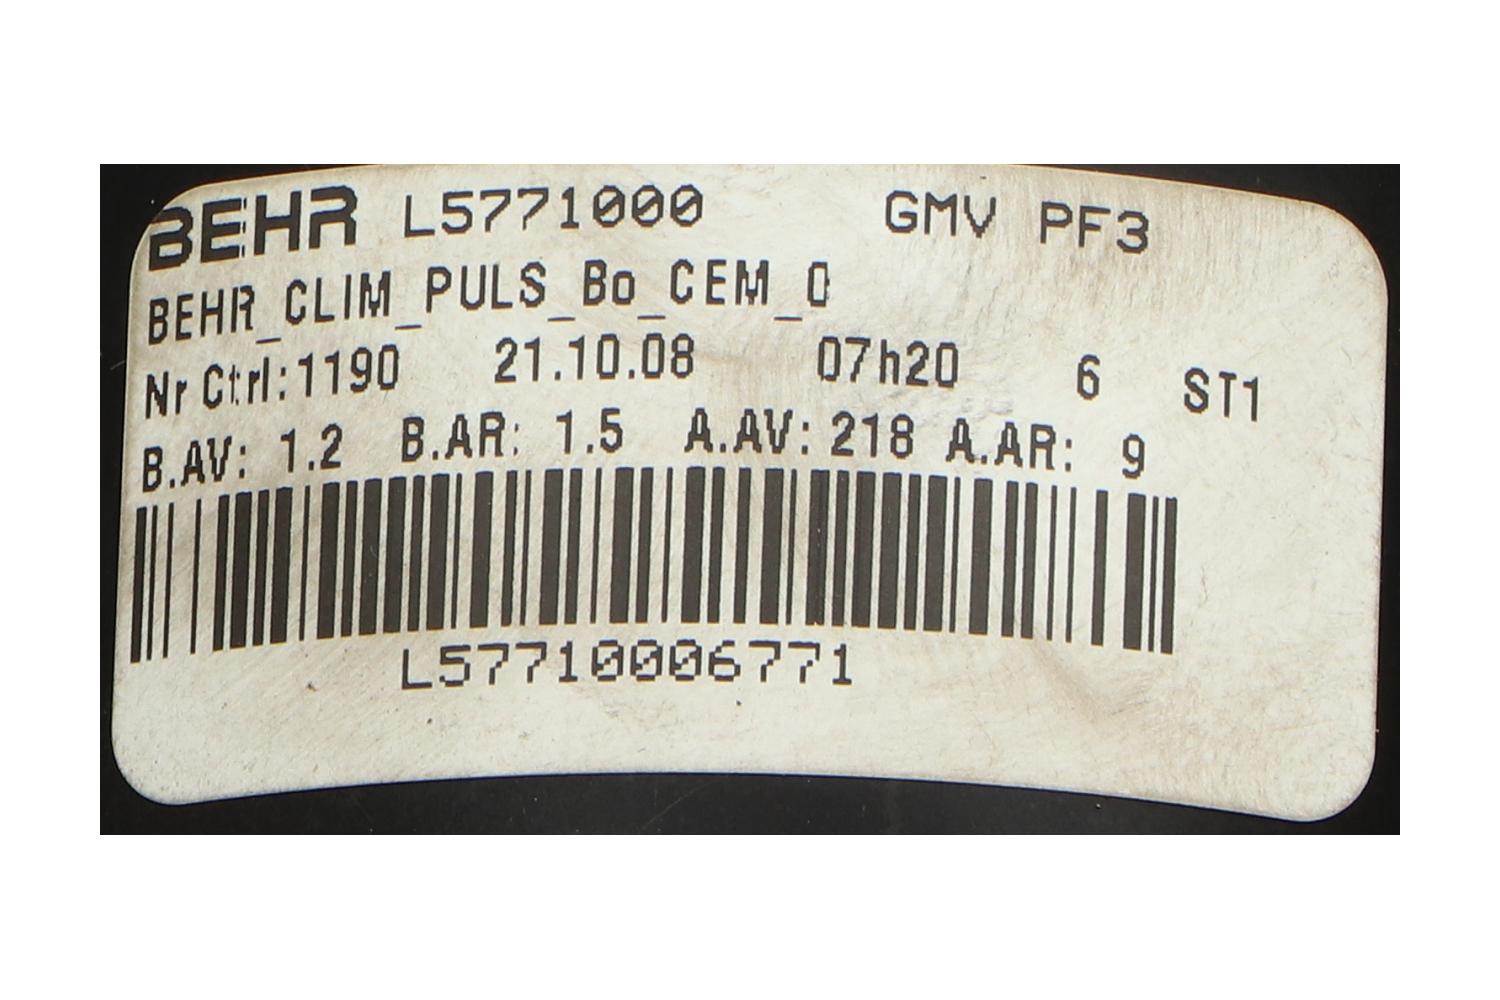 BEHR L5771000 GMV PF3
BEHR_CLIM_PULS_Bo_CEM_0
Nr Ctrl:1190 21.10.08 07h20 6 ST1
B.AV: 1.2 B.AR: 1.5 A.AV: 218 A.AR: 9
L57710006771